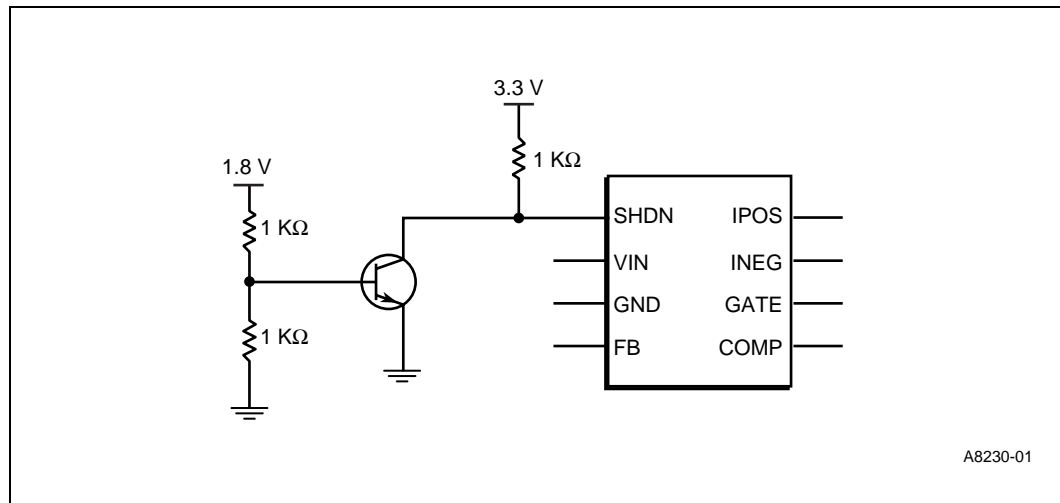 3.3 V
1 KΩ
1.8 V
1 KΩ
1 KΩ
SHDN IPOS
VIN INEG
GND GATE
FB COMP
A8230-01